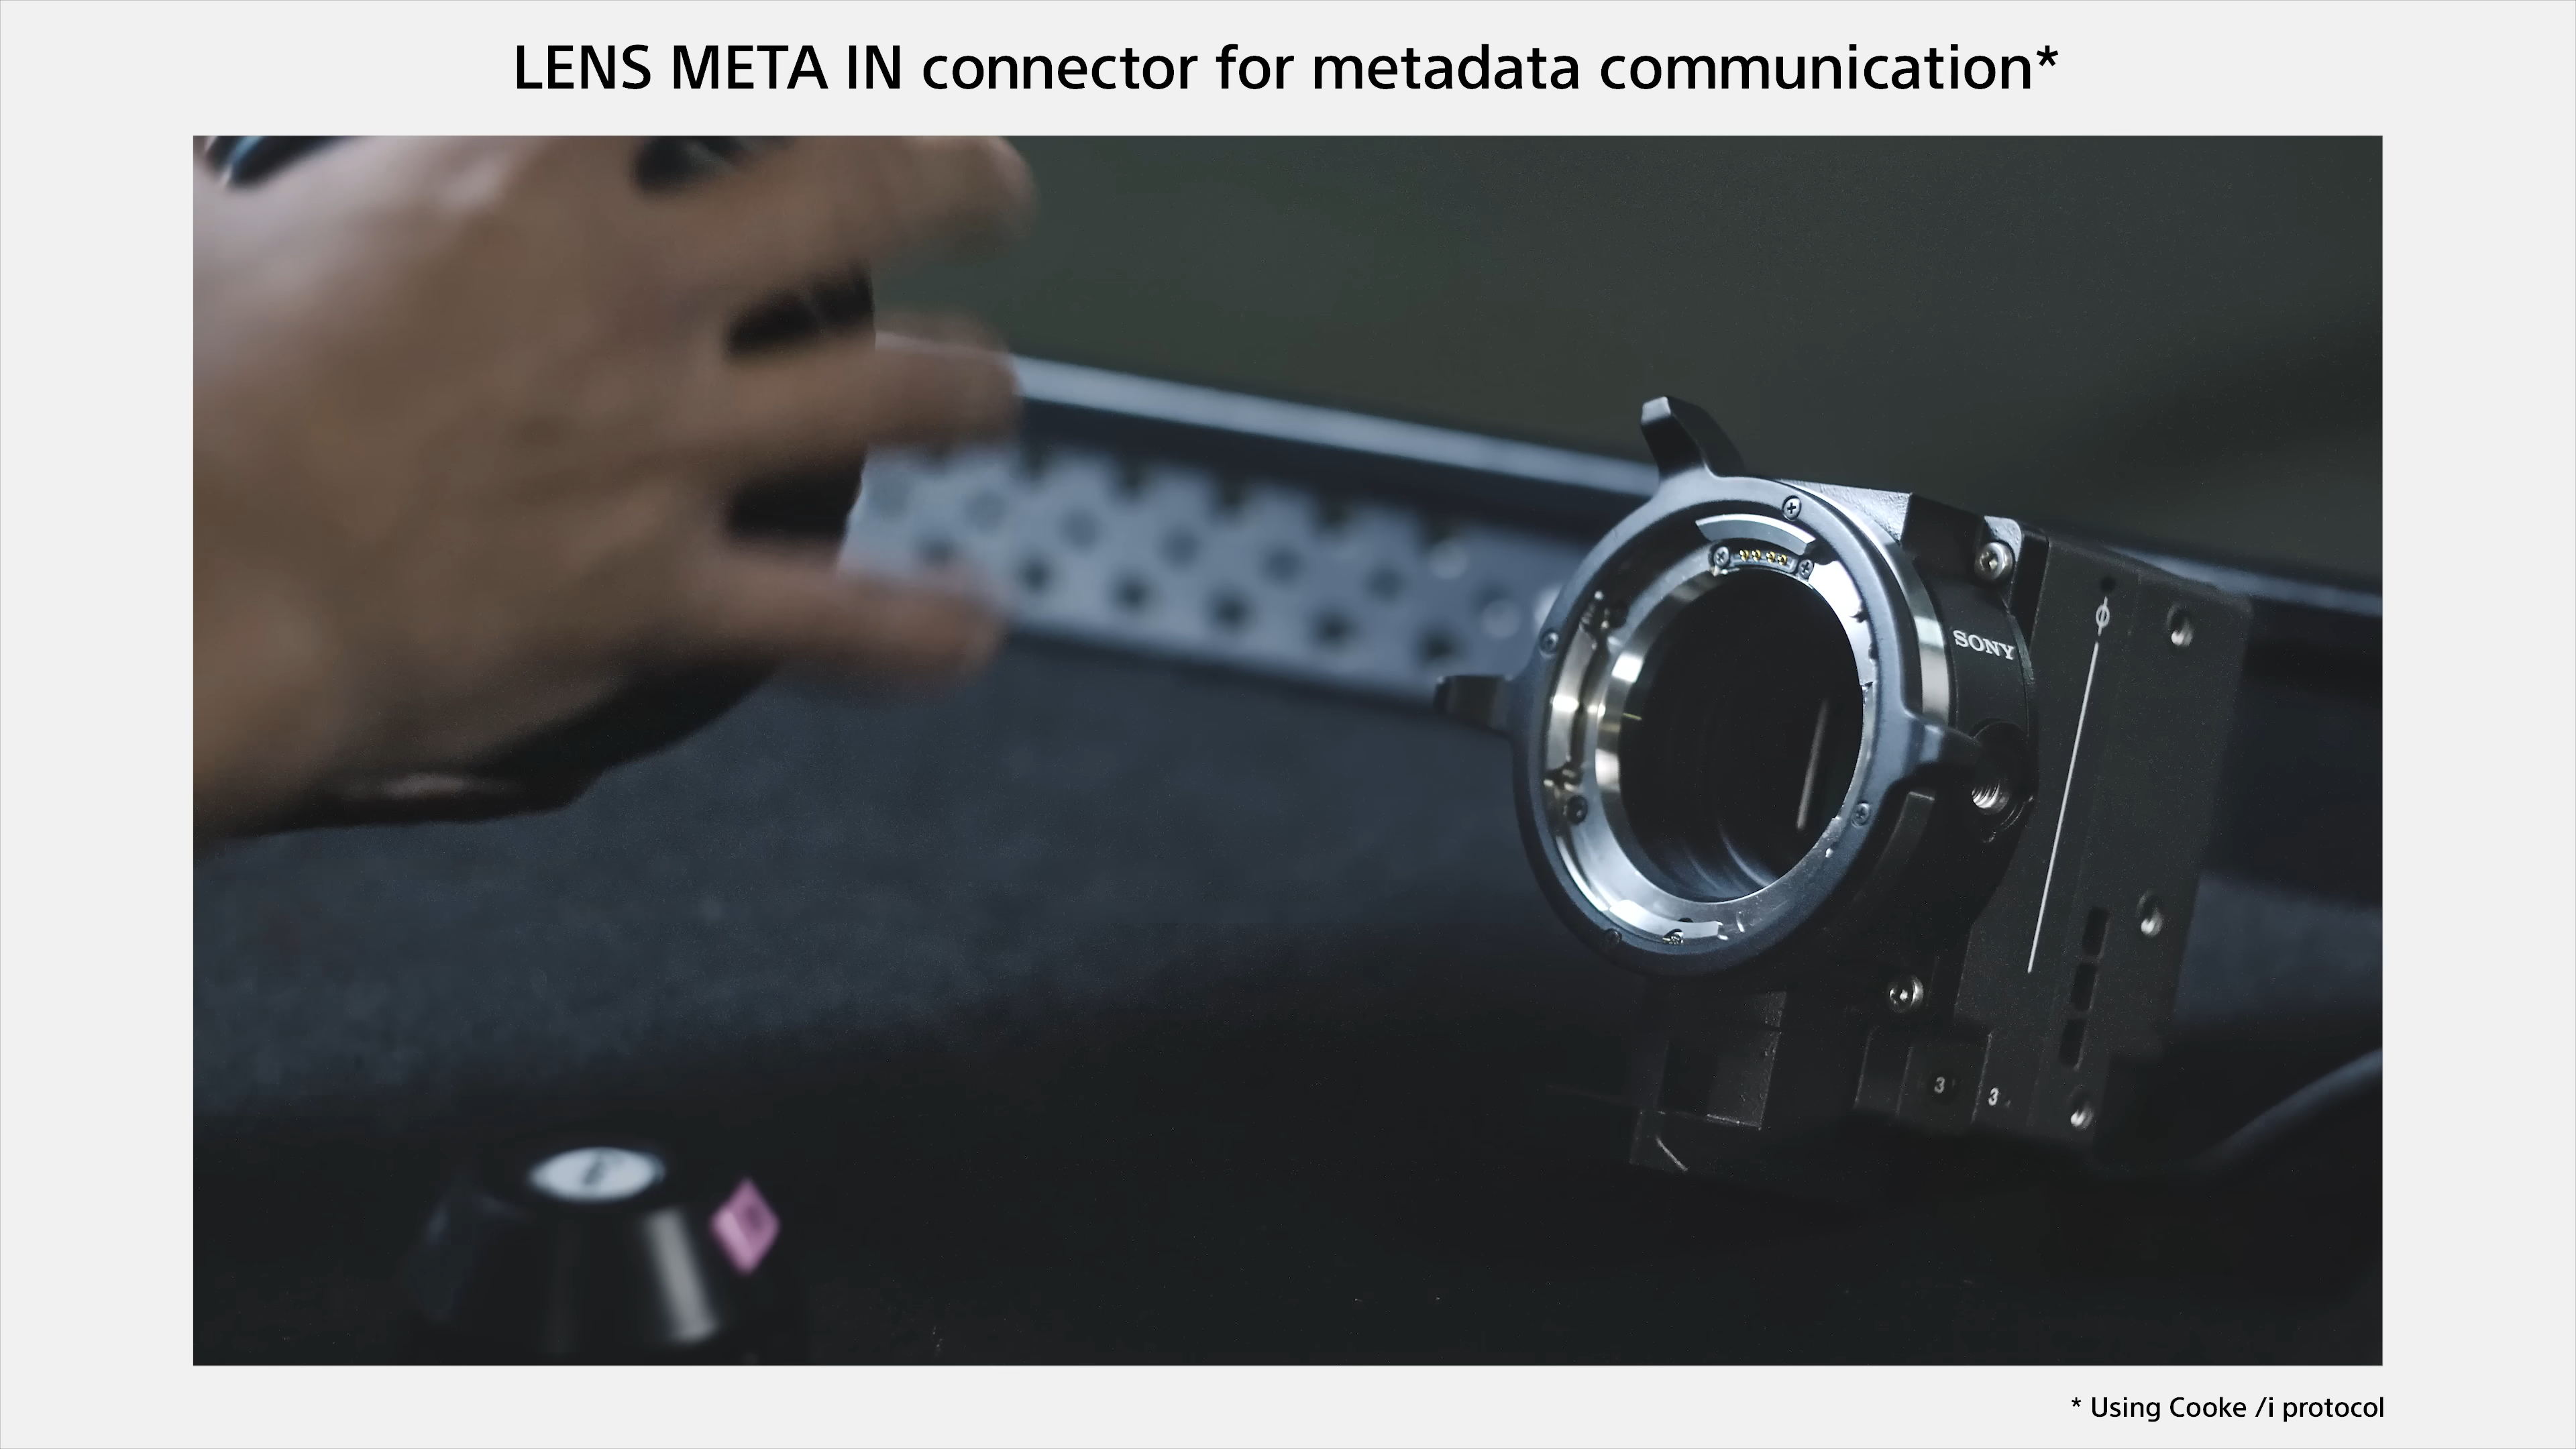 LENS META IN connector for metadata communication*
SONY
3
3
* Using Cooke /i protocol